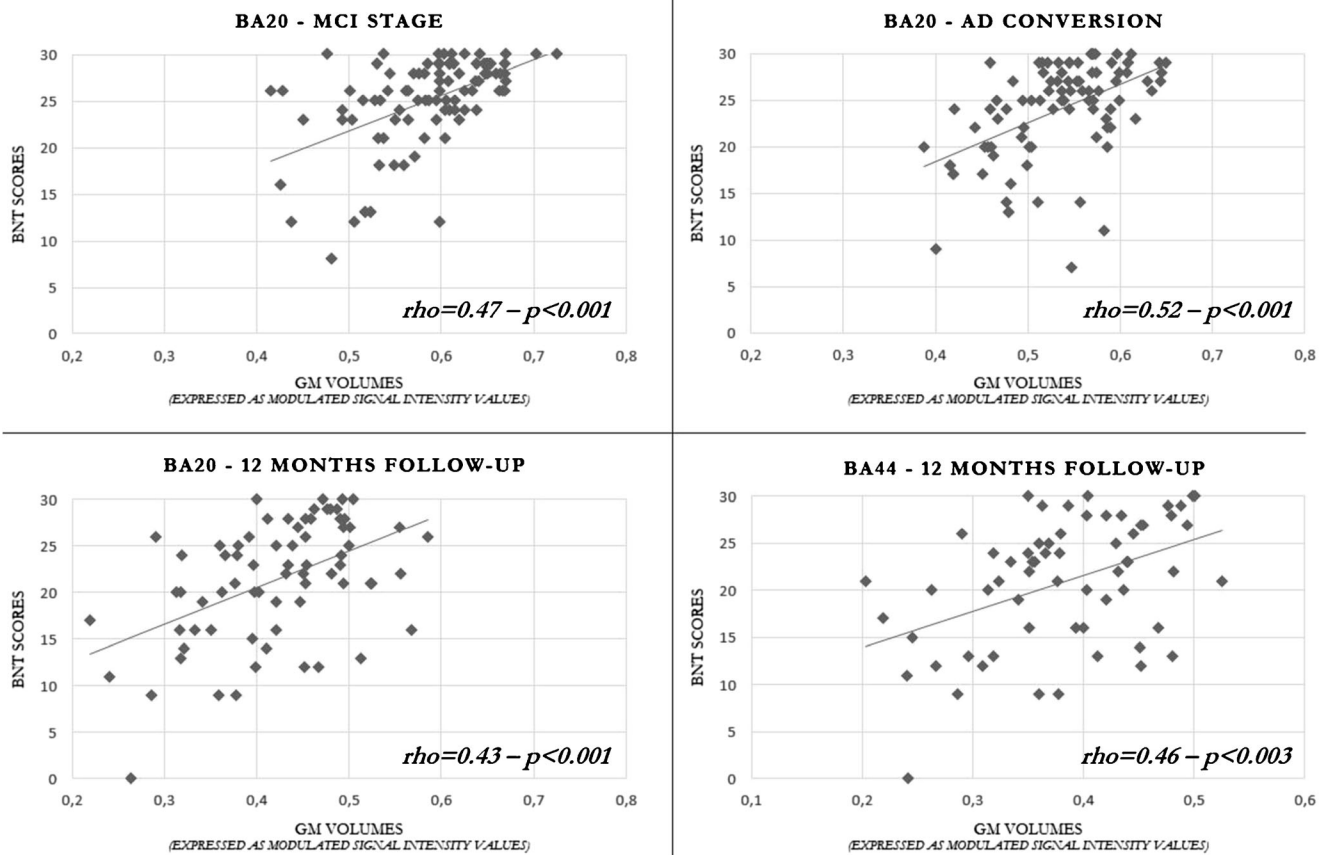 BA20 - MCI STAGE
30
25
20
15
10
5
0
BNT SCORES
rho=0.47 – p<0.001
0,2 0,3 0,4 0,5 0,6 0,7 0,8
GM VOLUMES
(EXPRESSED AS MODULATED SIGNAL INTENSITY VALUES)
BA20 - AD CONVERSION
30
25
20
15
10
5
0
BNT SCORES
rho=0.52 – p<0.001
0,2 0,3 0,4 0,5 0,6 0,7 0,8
GM VOLUMES
(EXPRESSED AS MODULATED SIGNAL INTENSITY VALUES)
BA20 - 12 MONTHS FOLLOW-UP
30
25
20
15
10
5
0
BNT SCORES
rho=0.43 – p<0.001
0,2 0,3 0,4 0,5 0,6 0,7 0,8
GM VOLUMES
(EXPRESSED AS MODULATED SIGNAL INTENSITY VALUES)
BA44 - 12 MONTHS FOLLOW-UP
30
25
20
15
10
5
0
BNT SCORES
rho=0.46 – p<0.003
0,1 0,2 0,3 0,4 0,5 0,6
GM VOLUMES
(EXPRESSED AS MODULATED SIGNAL INTENSITY VALUES)